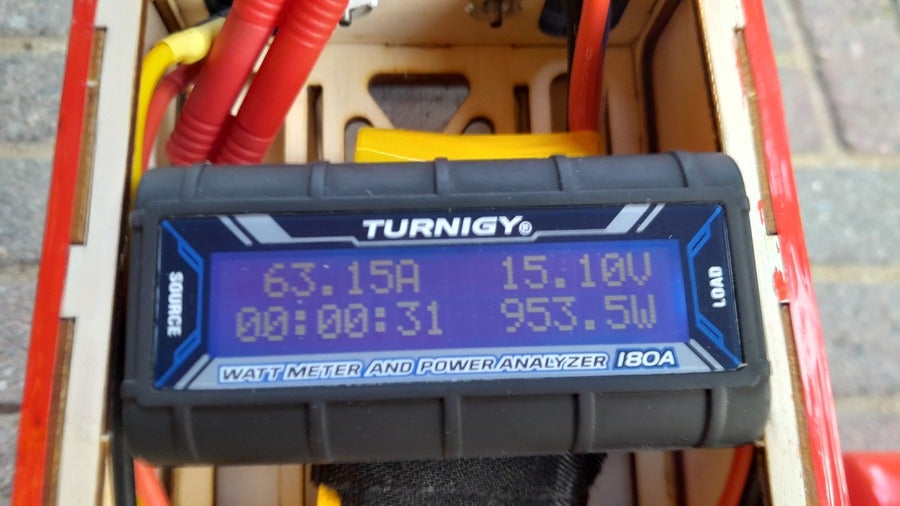 TURNIGY®
SOURCE
63.15A 15.10V
00:00:31 953.5W
LOAD
WATT METER AND POWER ANALYZER 180A